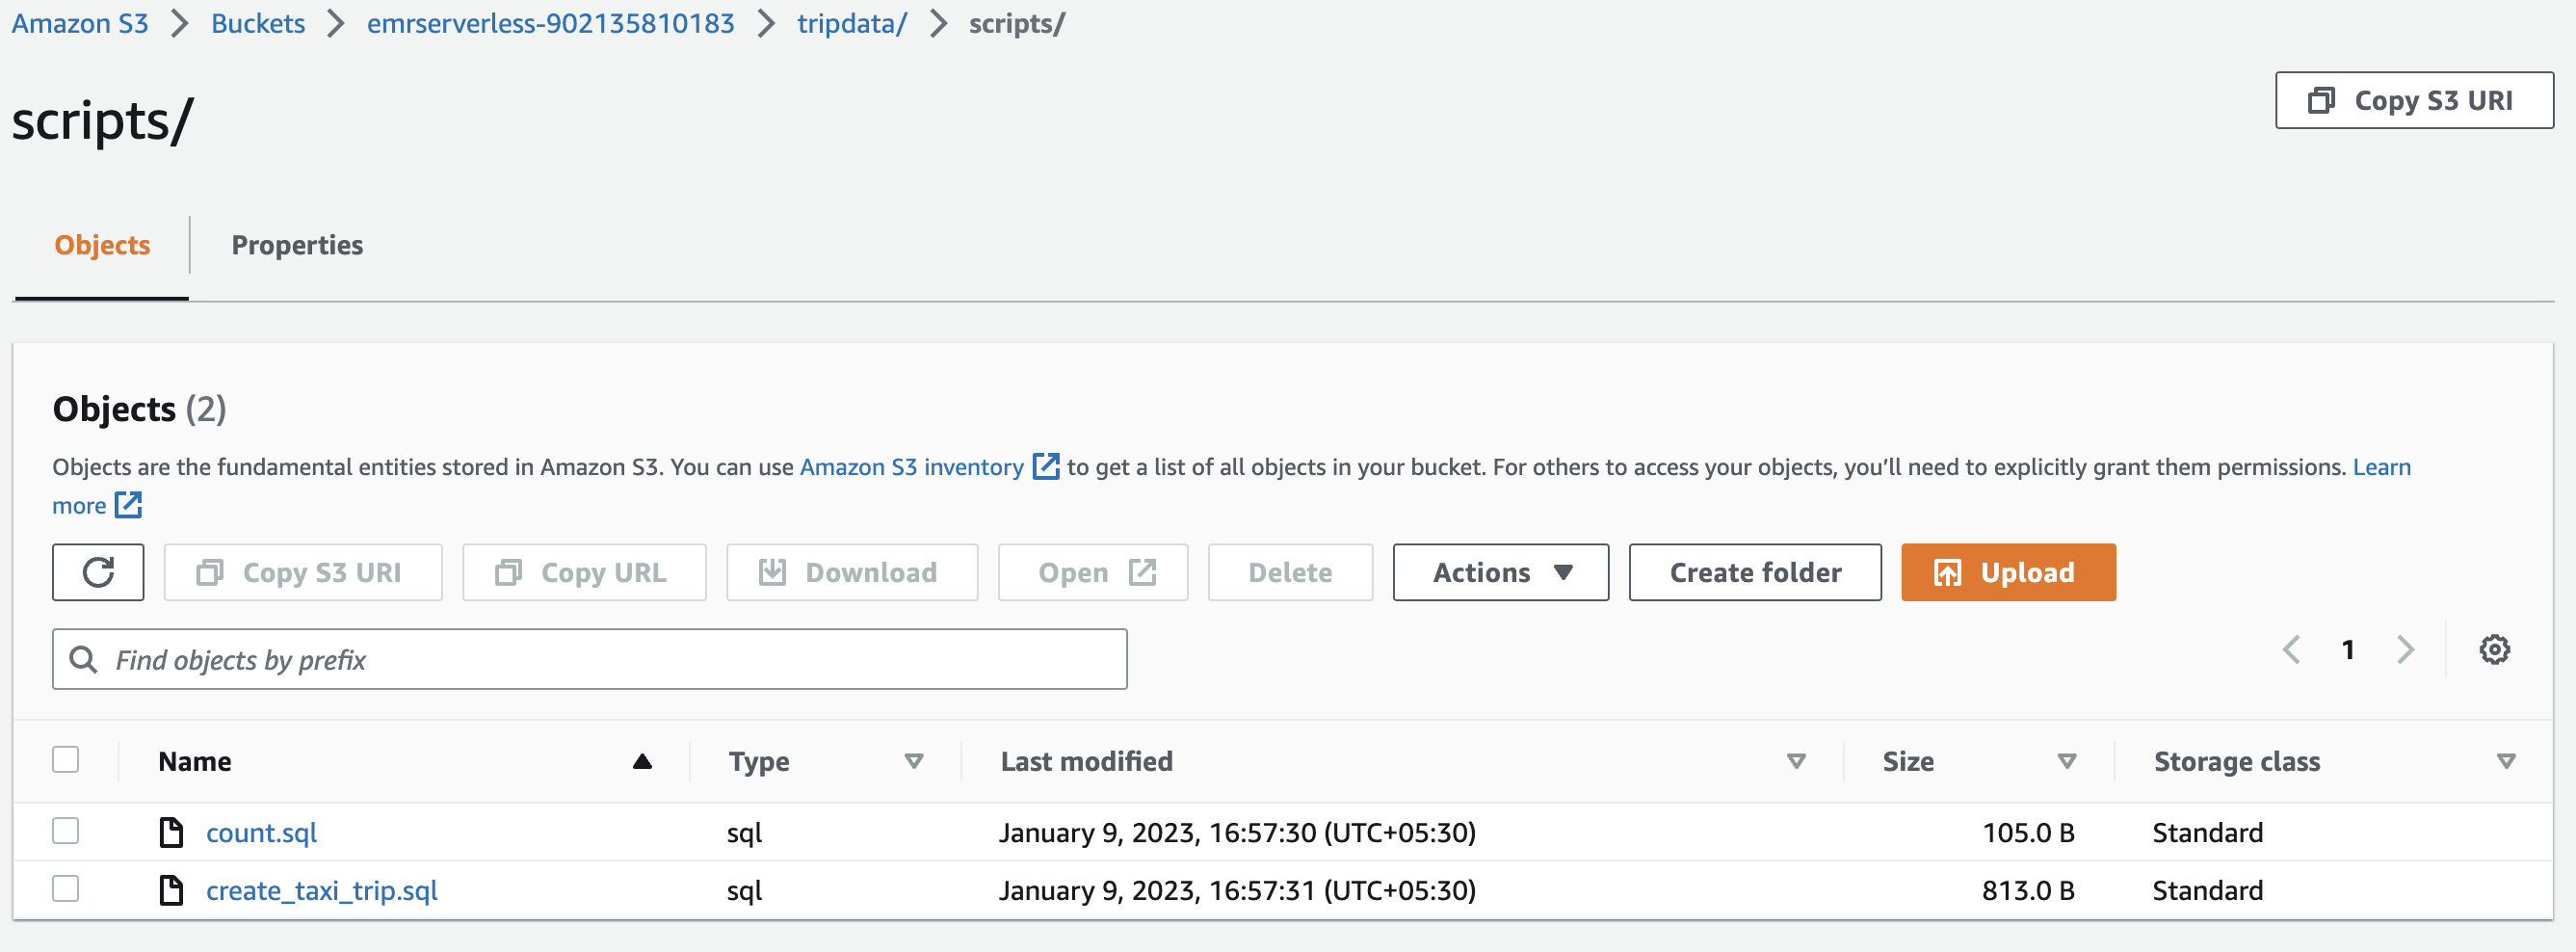 Amazon S3 > Buckets > emrserverless-902135810183 > tripdata/ > scripts/
scripts/
Copy S3 URI
Objects Properties
Objects (2)
Objects are the fundamental entities stored in Amazon S3. You can use Amazon S3 inventory to get a list of all objects in your bucket. For others to access your objects, you’ll need to explicitly grant them permissions. Learn
more
Copy S3 URI Copy URL Download Open Delete Actions Create folder Upload
Find objects by prefix 1
Name Type Last modified Size Storage class
count.sql sql January 9, 2023, 16:57:30 (UTC+05:30) 105.0 B Standard
create_taxi_trip.sql sql January 9, 2023, 16:57:31 (UTC+05:30) 813.0 B Standard